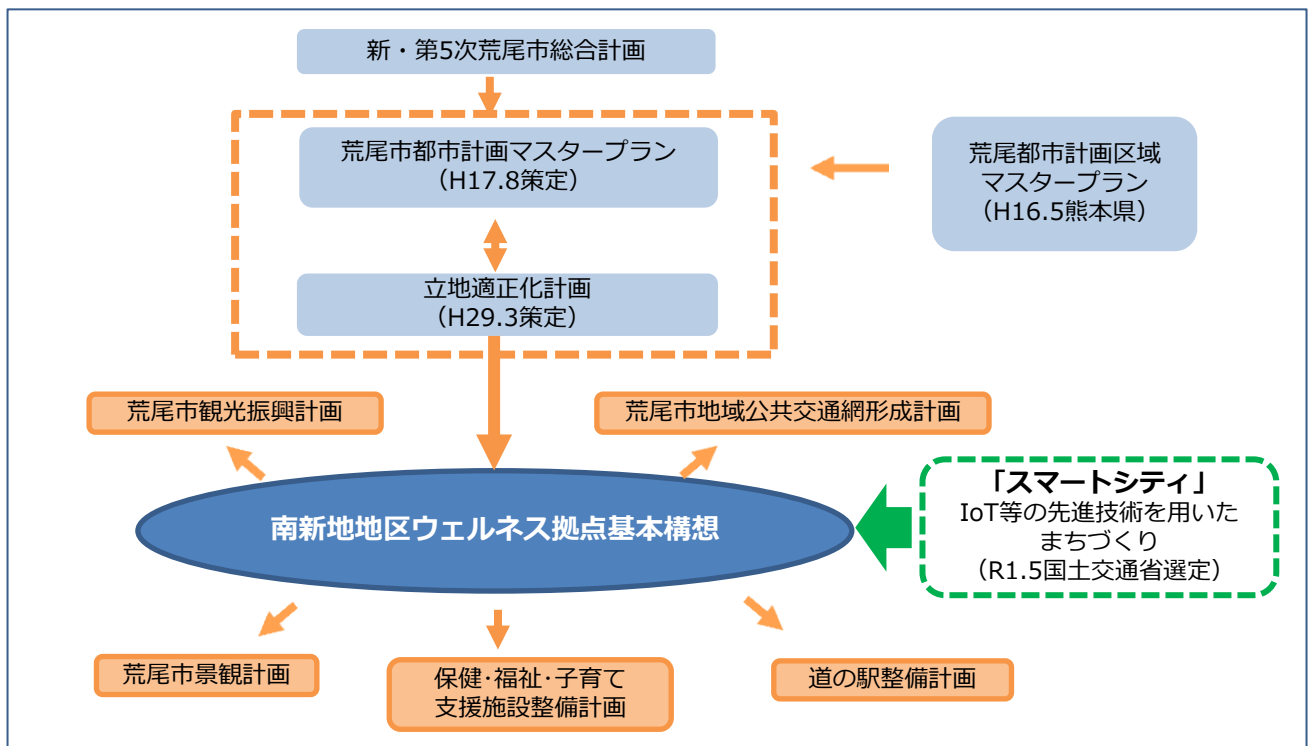 新・第5次荒尾市総合計画
荒尾市都市計画マスタープラン
（H17.8策定）
荒尾都市計画区域
マスタープラン
（H16.5熊本県）
立地適正化計画
（H29.3策定）
荒尾市観光振興計画
荒尾市地域公共交通網形成計画
南新地地区ウェルネス拠点基本構想
「スマートシティ」
IoT等の先進技術を用いた
まちづくり
（R1.5国土交通省選定）
荒尾市景観計画
保健・福祉・子育て
支援施設整備計画
道の駅整備計画